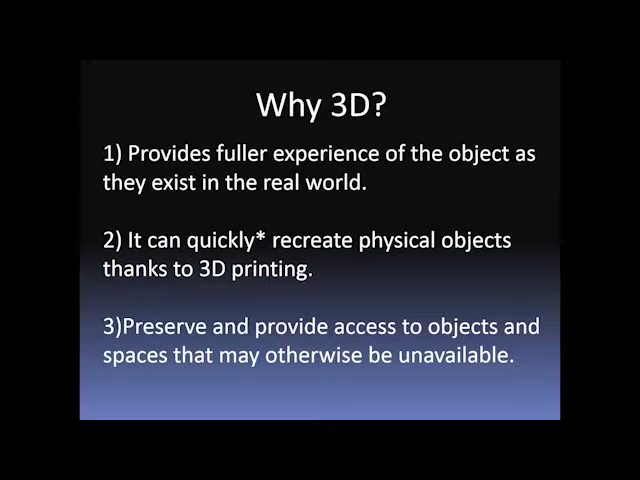 Why 3D?
1) Provides fuller experience of the object as
they exist in the real world.
2) It can quickly* recreate physical objects
thanks to 3D printing.
3)Preserve and provide access to objects and
spaces that may otherwise be unavailable.